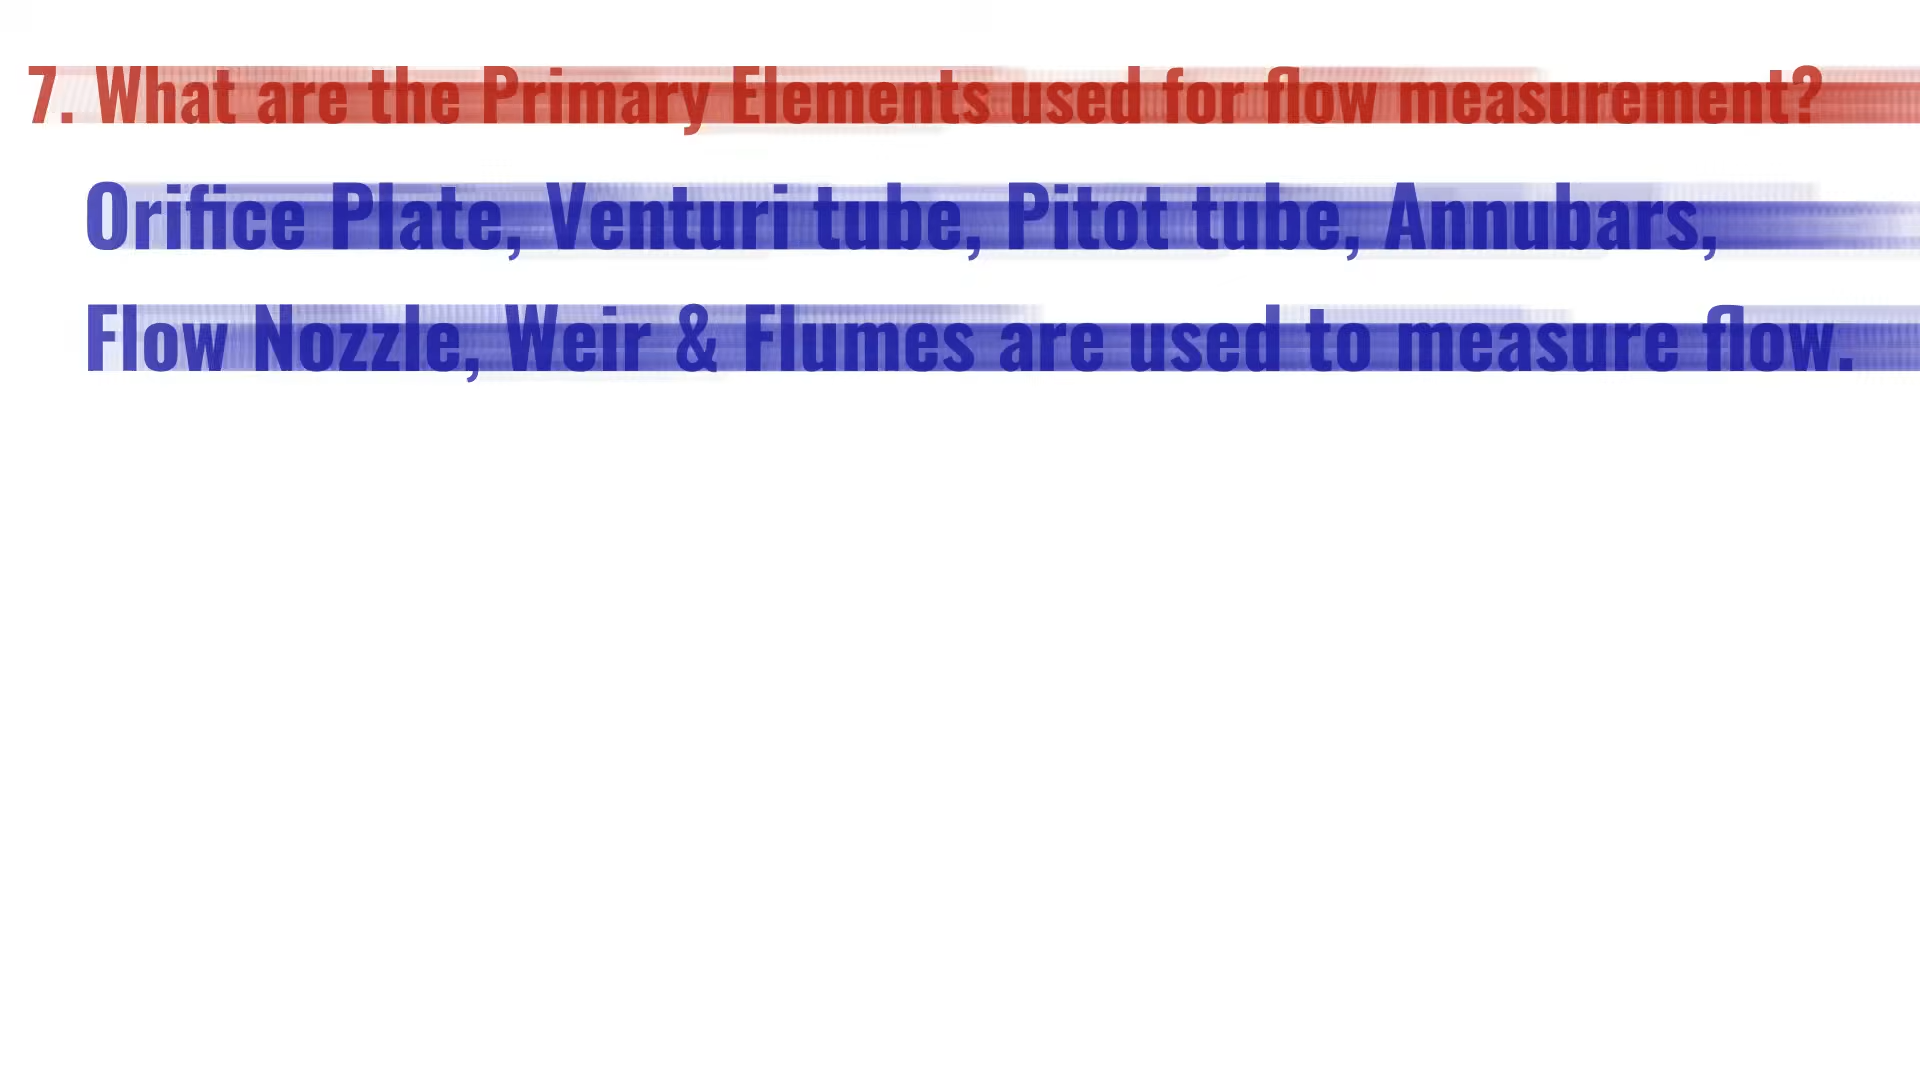 7. What are the Primary Elements used for flow measurement?
Orifice Plate, Venturi tube, Pitot tube, Annubars,
Flow Nozzle, Weir & Flumes are used to measure flow.